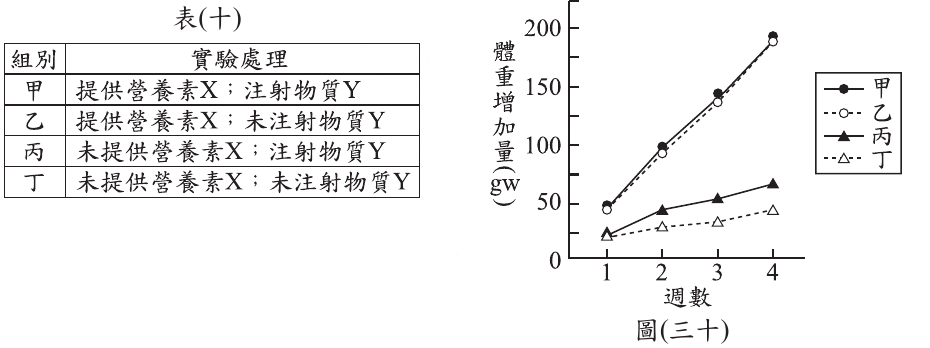 表(十)
組別 實驗處理
甲 提供營養素X；注射物質Y
乙 提供營養素X；未注射物質Y
丙 未提供營養素X；注射物質Y
丁 未提供營養素X；未注射物質Y
體重增加量(gw)
200
150
100
50
0
1 2 3 4
週數
甲
乙
丙
丁
圖(三十)